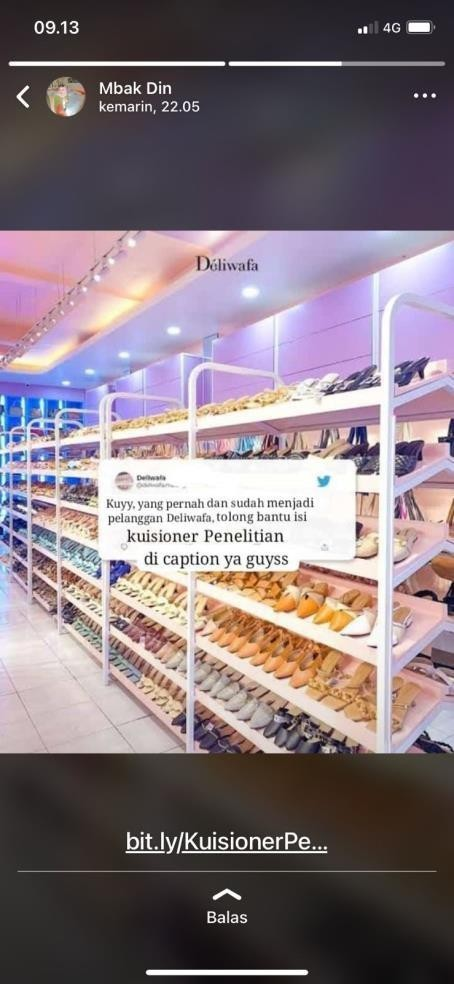 09.13
4G
Mbak Din
kemarin, 22.05
Déliwafa
Deliwafa
Kuyy, yang pernah dan sudah menjadi
pelanggan Deliwafa, tolong bantu isi
kuisioner Penelitian
di caption ya guyss
bit.ly/KuisionerPe...
Balas